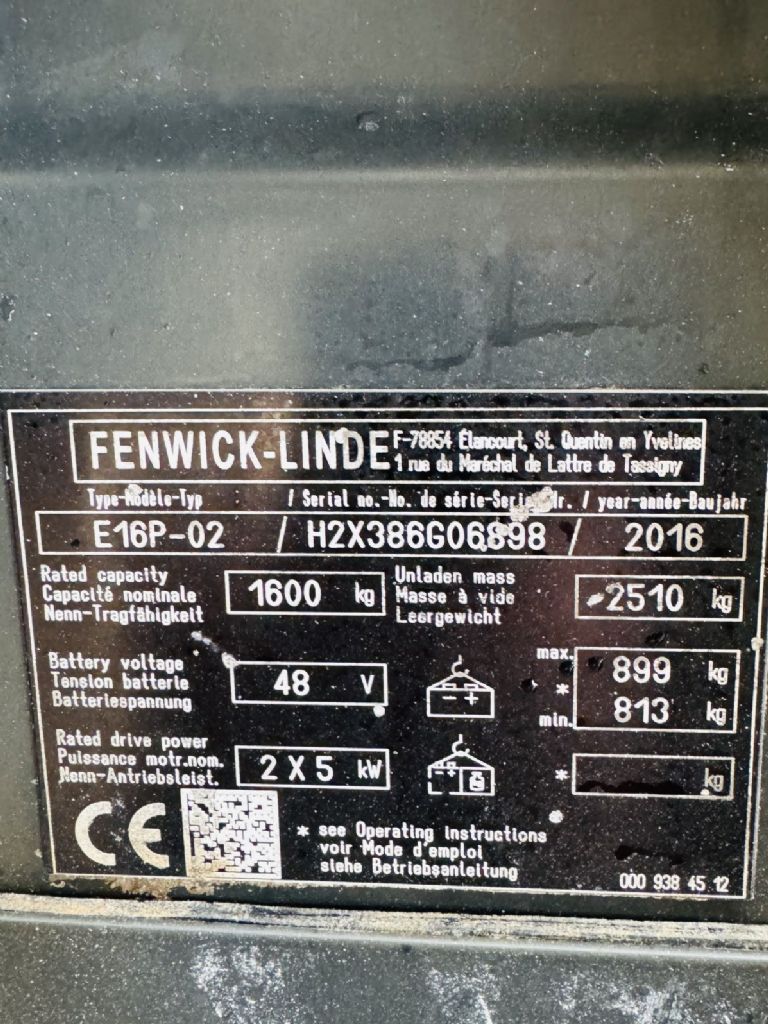 FENWICK-LINDE F-78854 Élancourt, St. Quentin en Yvelines
1 rue du Maréchal de Lattre de Tassigny
Type-Modèle-Typ / Serial no.-No. de série-Serien-Nr. / year-année-Baujahr
E16P-02 / H2X386G06898 / 2016
Rated capacity
Capacité nominale
Nenn-Tragfähigkeit
1600 kg
Unladen mass
Masse à vide
Leergewicht
2510 kg
Battery voltage
Tension batterie
Batteriespannung
48 V
max. 899 kg
*
min. 813 kg
Rated drive power
Puissance motr.nom.
Nenn-Antriebsleist.
2 X 5 kW
* kg
CE
* see Operating instructions
voir Mode d'emploi
siehe Betriebsanleitung
000 938 45 12